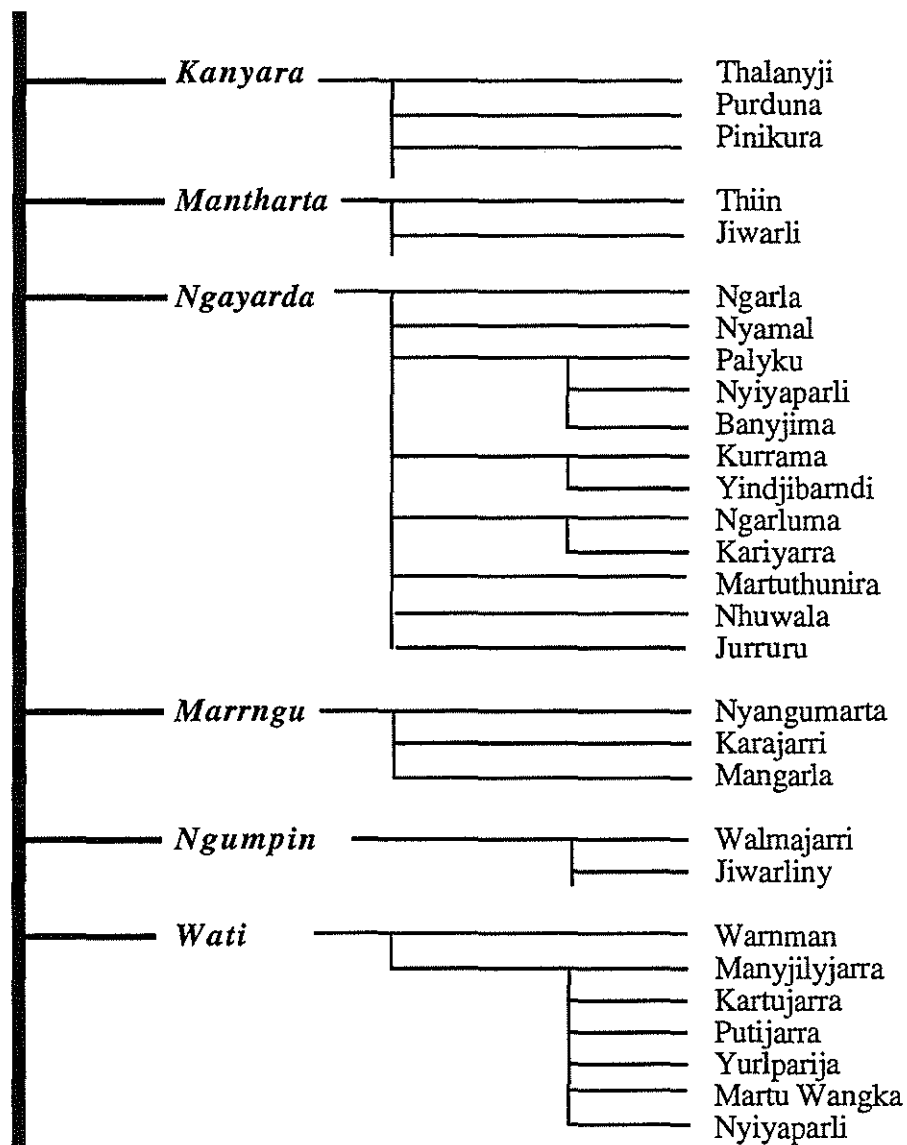 Kanyara Thalanyji
Purduna
Pinikura
Mantharta Thiin
Jiwarli
Ngayarda Ngarla
Nyamal
Palyku
Nyiyaparli
Banyjima
Kurrama
Yindjibarndi
Ngarluma
Kariyarra
Martuthunira
Nhuwala
Jurruru
Marrngu Nyangumarta
Karajarri
Mangarla
Ngumpin Walmajarri
Jiwarliny
Wati Warnman
Manyjilyjarra
Kartujarra
Putijarra
Yurlparija
Martu Wangka
Nyiyaparli